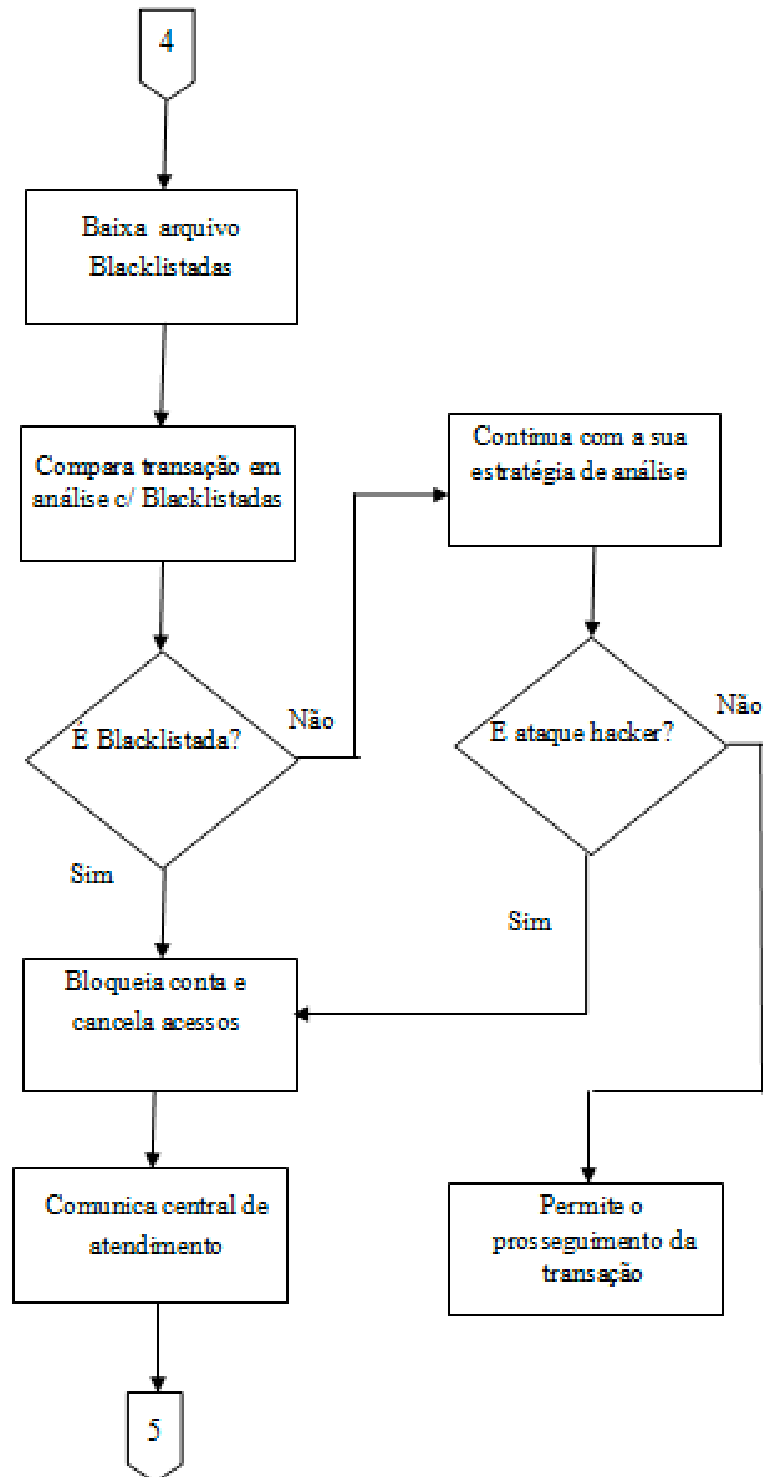 4
Baixa arquivo
Blacklistadas
Compara transação em
análise c/ Blacklistadas
Continua com a sua
estratégia de análise
É Blacklistada?
Não
Sim
E ataque hacker?
Não
Sim
Bloqueia conta e
cancela acessos
Comunica central de
atendimento
Permite o
prosseguimento da
transação
5